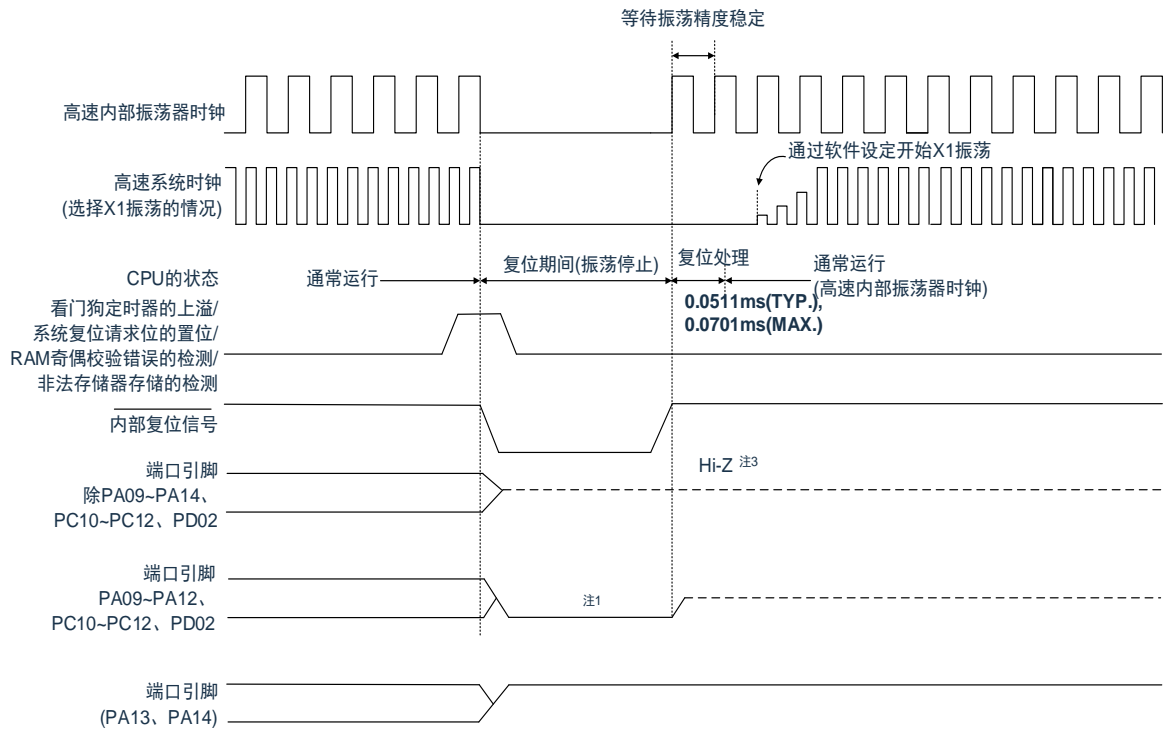 等待振荡精度稳定
高速内部振荡器时钟
通过软件设定开始X1振荡
高速系统时钟
(选择X1振荡的情况)
CPU的状态
通常运行
复位期间(振荡停止)
复位处理
通常运行
(高速内部振荡器时钟)
0.0511ms(TYP.),
0.0701ms(MAX.)
看门狗定时器的上溢/
系统复位请求位的置位/
RAM奇偶校验错误的检测/
非法存储器存储的检测
内部复位信号
端口引脚
除PA09~PA14、
PC10~PC12、PD02
Hi-Z 注3
端口引脚
PA09~PA12、
PC10~PC12、PD02
注1
端口引脚
(PA13、PA14)